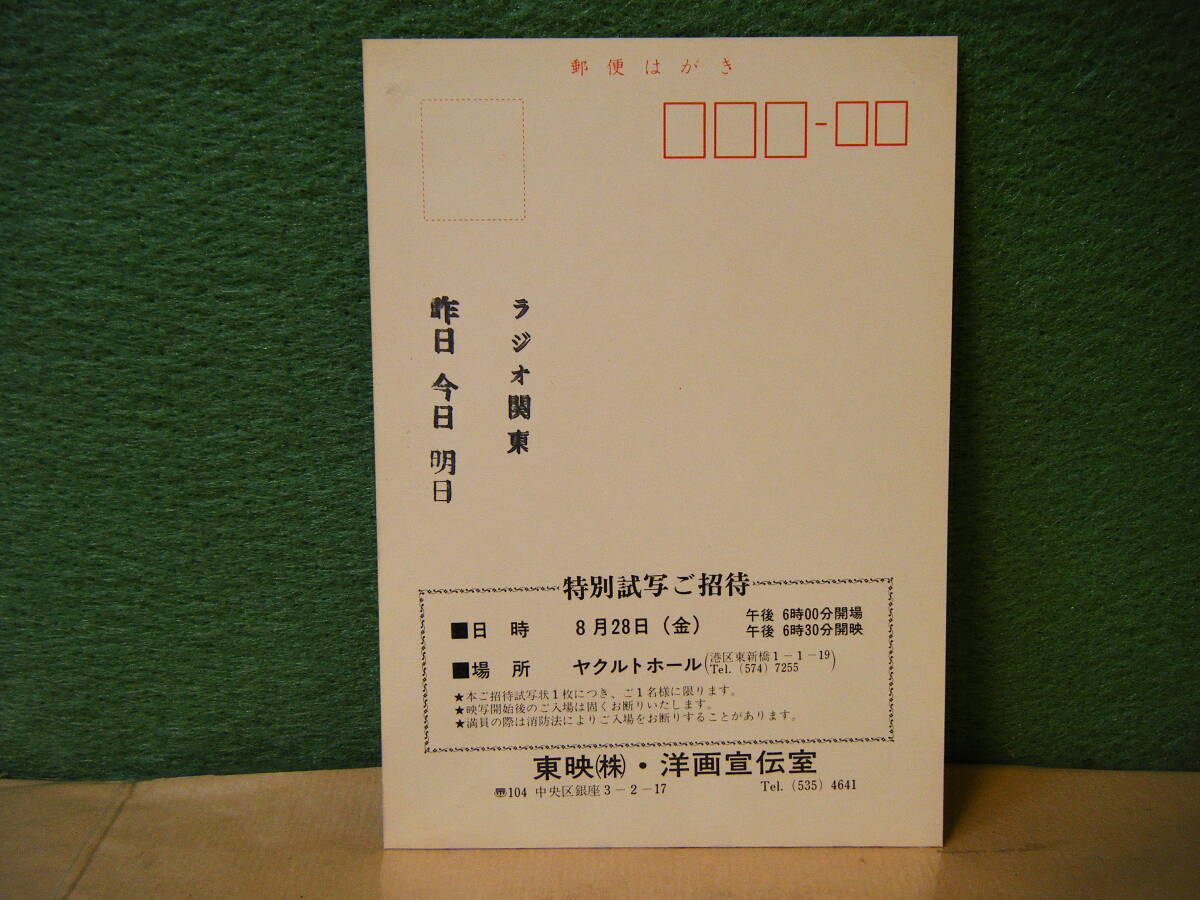 郵便はがき
ラジオ関東
昨日 今日 明日
特別試写ご招待
■日 時 8月28日（金） 午後 6時00分開場
午後 6時30分開映
■場 所 ヤクルトホール（港区東新橋1－1－19
Tel.（574）7255）
★本ご招待試写状1枚につき、ご1名様に限ります。
★映写開始後のご入場は固くお断りいたします。
★満員の際は消防法によりご入場をお断りすることがあります。
東映㈱・洋画宣伝室
〠104 中央区銀座3－2－17 Tel.（535）4641